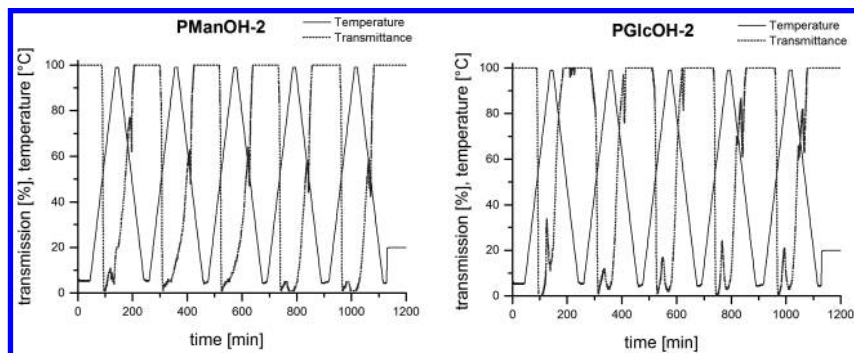 PManOH-2
Temperature
Transmittance
transmission [%], temperature [°C]
100
80
60
40
20
0
0 200 400 600 800 1000 1200
time [min]
PGlcOH-2
Temperature
Transmittance
transmission [%], temperature [°C]
100
80
60
40
20
0
0 200 400 600 800 1000 1200
time [min]